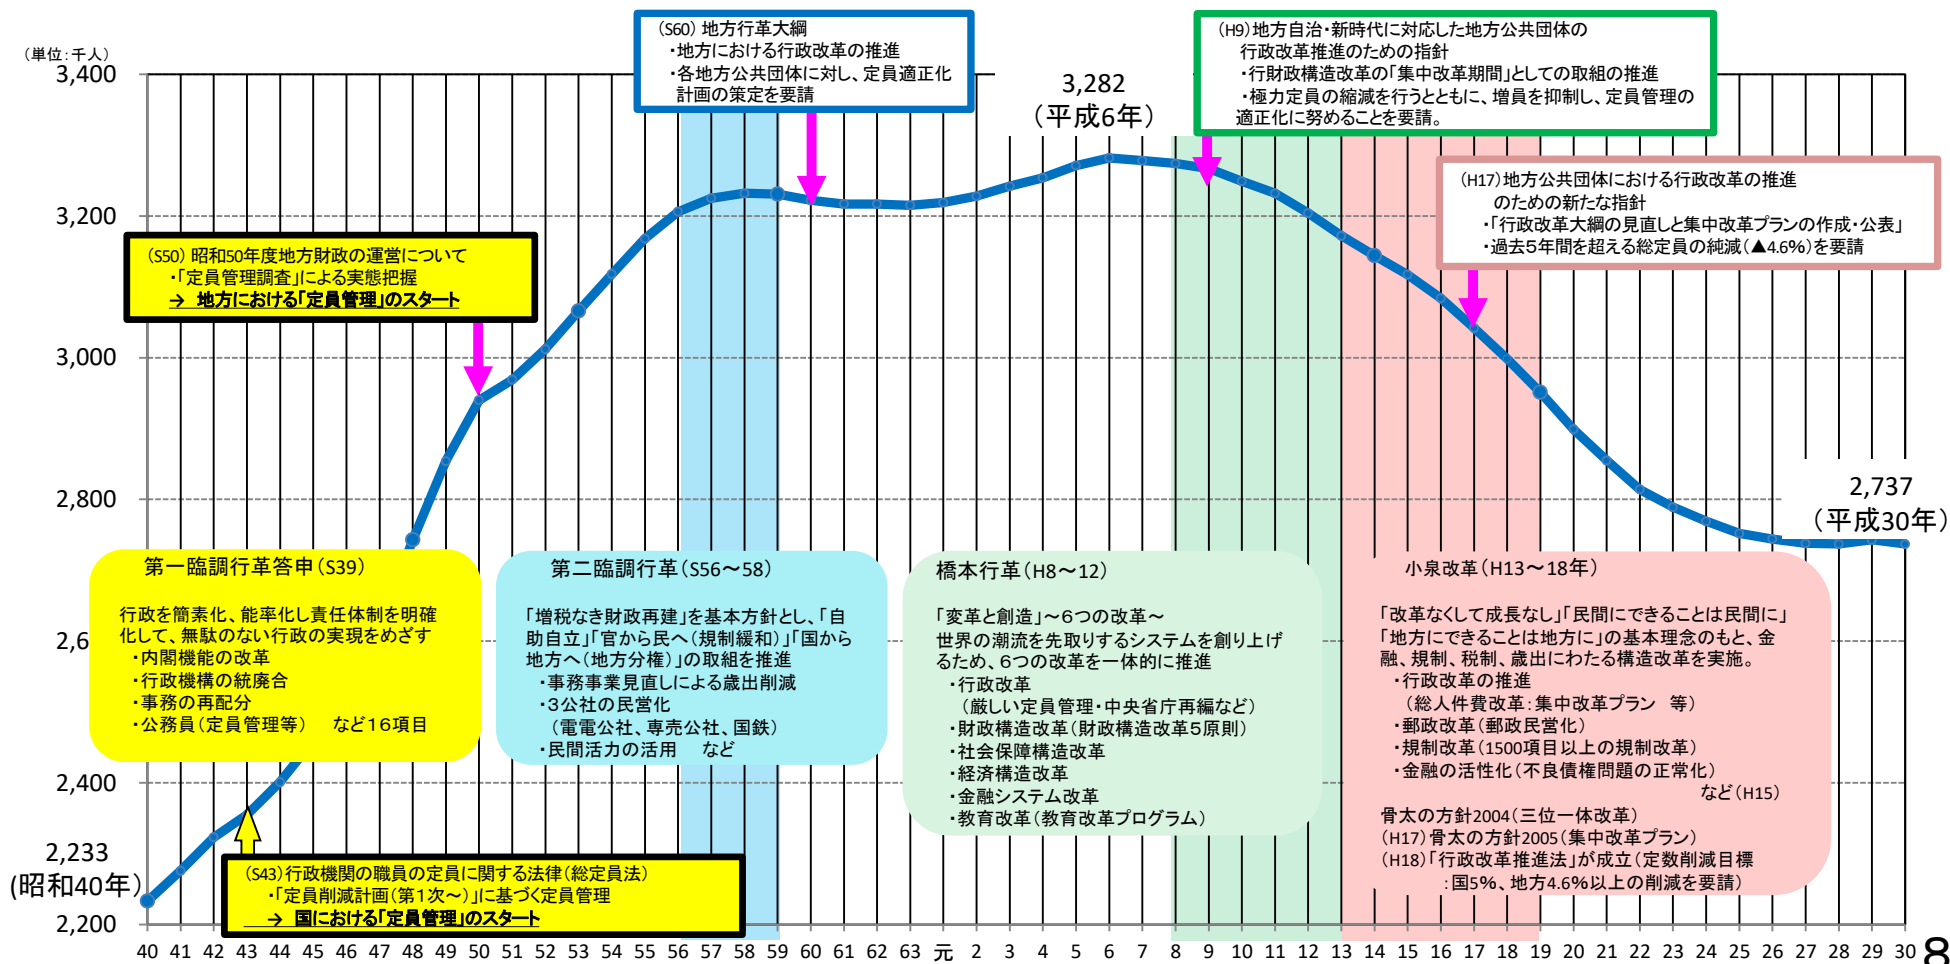 （単位：千人）
3,400
3,200
3,000
2,800
2,6
2,400
2,200
(S60) 地方行革大綱
・地方における行政改革の推進
・各地方公共団体に対し、定員適正化
計画の策定を要請
3,282
（平成6年）
(H9)地方自治・新時代に対応した地方公共団体の
行政改革推進のための指針
・行財政構造改革の「集中改革期間」としての取組の推進
・極力定員の縮減を行うとともに、増員を抑制し、定員管理の
適正化に努めることを要請。
(H17)地方公共団体における行政改革の推進
のための新たな指針
・「行政改革大綱の見直しと集中改革プランの作成・公表」
・過去５年間を超える総定員の純減（▲4.6％）を要請
(S50) 昭和50年度地方財政の運営について
・「定員管理調査」による実態把握
→ 地方における「定員管理」のスタート
2,737
（平成30年）
第一臨調行革答申（S39）
行政を簡素化、能率化し責任体制を明確
化して、無駄のない行政の実現をめざす
・内閣機能の改革
・行政機構の統廃合
・事務の再配分
・公務員（定員管理等）　など１６項目
第二臨調行革（S56～58）
「増税なき財政再建」を基本方針とし、「自
助自立」「官から民へ（規制緩和）」「国から
地方へ（地方分権）」の取組を推進
・事務事業見直しによる歳出削減
・３公社の民営化
（電電公社、専売公社、国鉄）
・民間活力の活用　など
橋本行革（H8～12）
「変革と創造」～６つの改革～
世界の潮流を先取りするシステムを創り上げ
るため、６つの改革を一体的に推進
・行政改革
（厳しい定員管理・中央省庁再編など）
・財政構造改革（財政構造改革５原則）
・社会保障構造改革
・経済構造改革
・金融システム改革
・教育改革（教育改革プログラム）
小泉改革（H13～18年）
「改革なくして成長なし」「民間にできることは民間に」
「地方にできることは地方に」の基本理念のもと、金
融、規制、税制、歳出にわたる構造改革を実施。
・行政改革の推進
（総人件費改革：集中改革プラン　等）
・郵政改革（郵政民営化）
・規制改革（1500項目以上の規制改革）
・金融の活性化（不良債権問題の正常化）
など（H15）
骨太の方針2004（三位一体改革）
(H17）骨太の方針2005（集中改革プラン）
(H18）「行政改革推進法」が成立（定数削減目標
：国5％、地方4.6％以上の削減を要請）
2,233
(昭和40年)
(S43)行政機関の職員の定員に関する法律（総定員法）
・「定員削減計画（第１次～）」に基づく定員管理
→ 国における「定員管理」のスタート
40 41 42 43 44 45 46 47 48 49 50 51 52 53 54 55 56 57 58 59 60 61 62 63 元 2 3 4 5 6 7 8 9 10 11 12 13 14 15 16 17 18 19 20 21 22 23 24 25 26 27 28 29 30
8